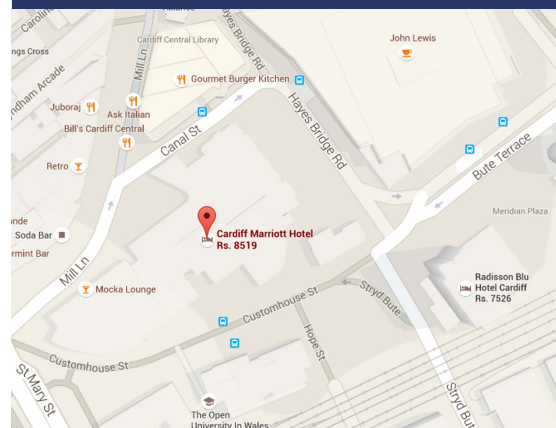 Caroline
Alliance
Cardiff Central Library
John Lewis
ngs Cross
Mill Ln
Hayes Bridge Rd
ndham Arcade
Gourmet Burger Kitchen
Juboraj
Ask Italian
Bill's Cardiff Central
Canal St
Hayes Bridge Rd
Bute Terrace
Retro
Meridian Plaza
onde
Soda Bar
rmint Bar
Cardiff Marriott Hotel
Rs. 8519
Mill Ln
Mocka Lounge
Radisson Blu
Hotel Cardiff
Rs. 7526
Stryd Bute
Customhouse St
Hope St
Customhouse St
St Mary St
Stryd But
The Open
University In Wales